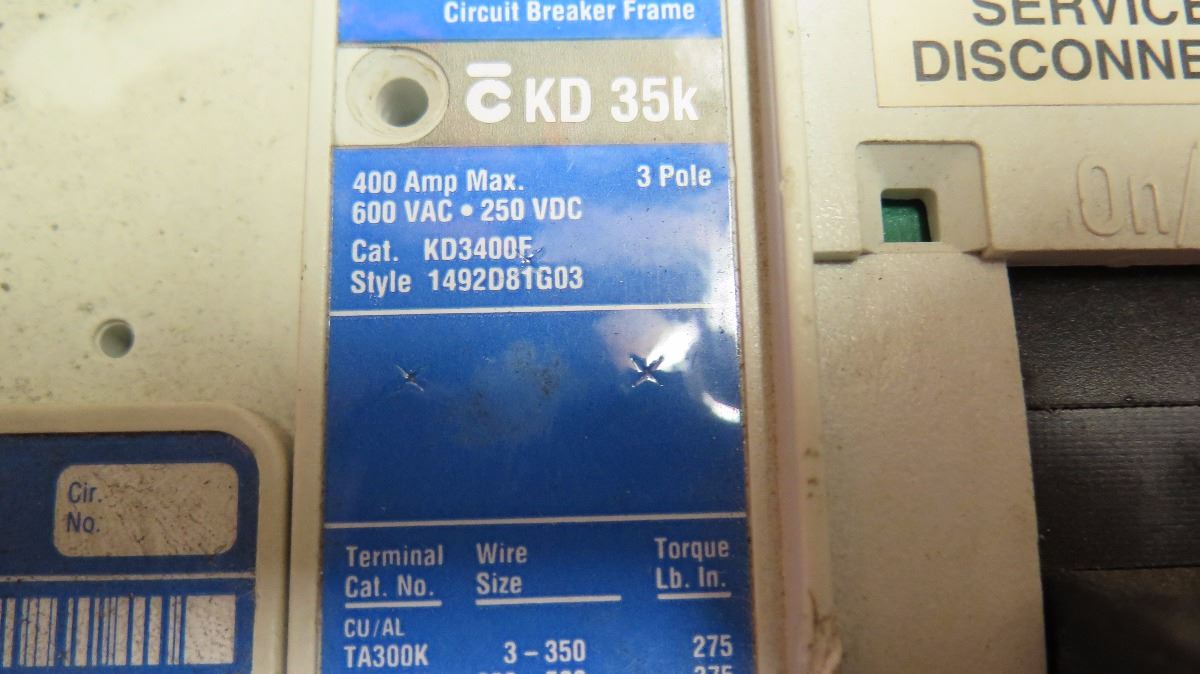 Circuit Breaker Frame
KD 35k
400 Amp Max. 3 Pole
600 VAC • 250 VDC
Cat. KD3400F
Style 1492D81G03
Terminal Wire Torque
Cat. No. Size Lb. In.
CU/AL
TA300K 3 – 350 275
275
SERVICE
DISCONNE
On/
Cir.
No.